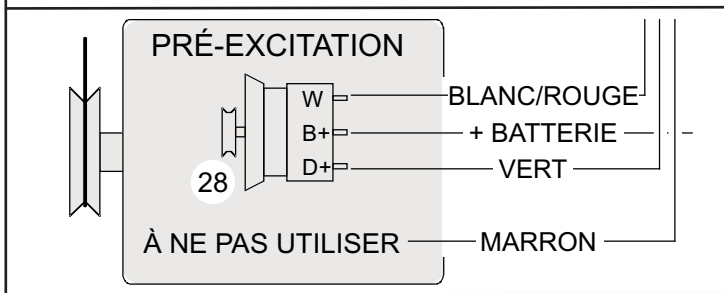 PRÉ-EXCITATION
W BLANC/ROUGE
B+ + BATTERIE
D+ VERT
28
À NE PAS UTILISER MARRON